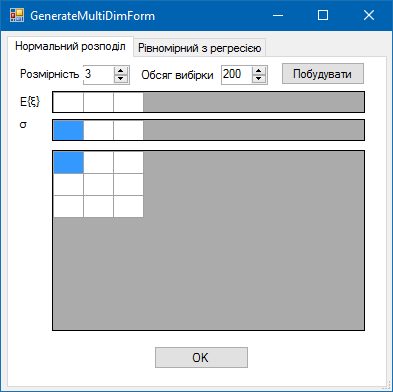 GenerateMultiDimForm
Нормальний розподіл Рівномірний з регресією
Розмірність 3 Обсяг вибірки 200 Побудувати
E{ξ}
σ
OK